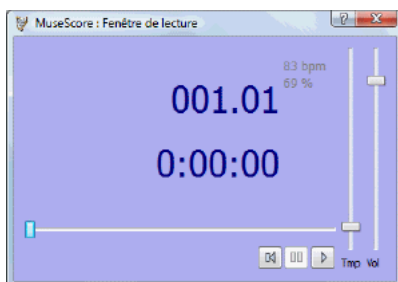 MuseScore : Fenêtre de lecture
83 bpm
69 %
001.01
0:00:00
Tmp Vol